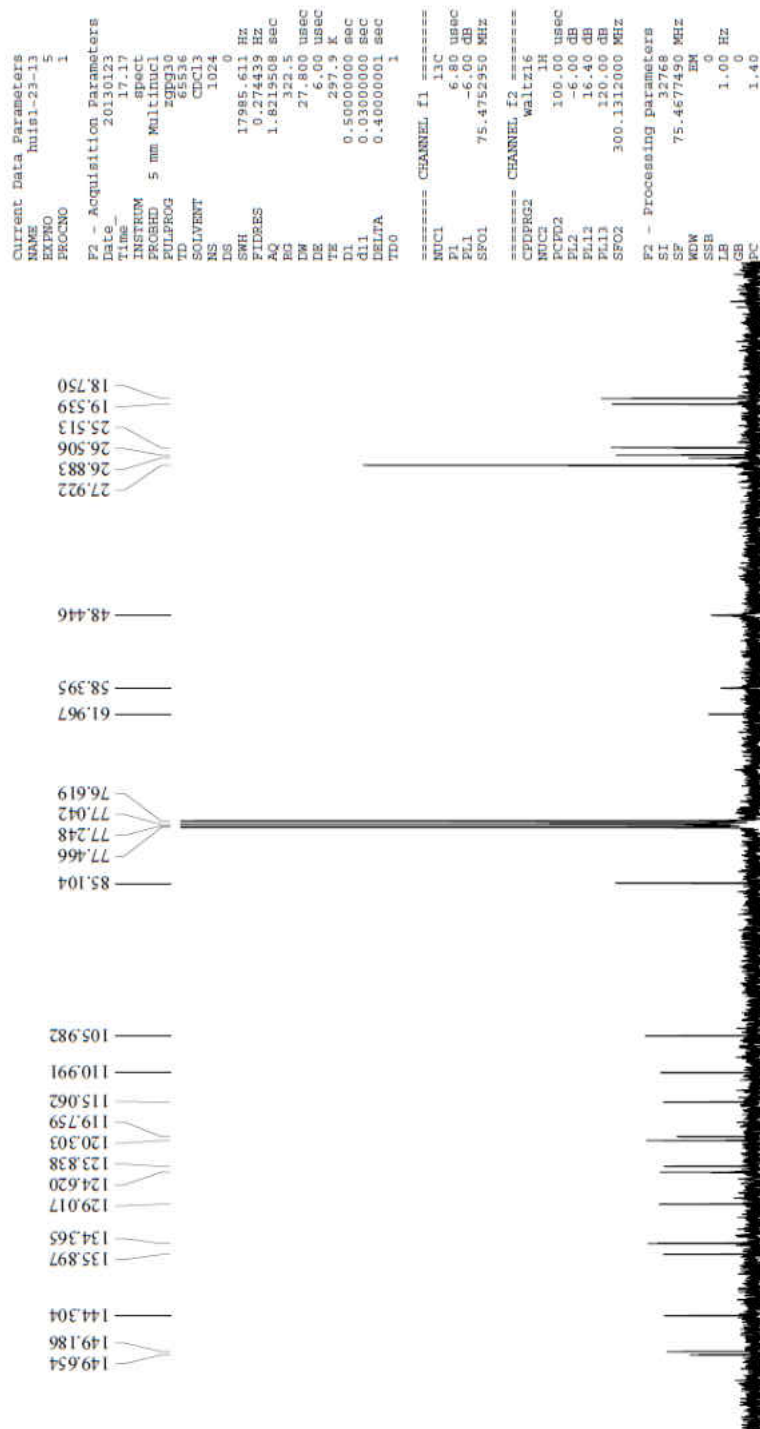 Current Data Parameters
NAME huisl-23-13
EXPNO 5
PROCNO 1
F2 - Acquisition Parameters
Date_ 20130123
Time 17.17
INSTRUM spect
PROBHD 5 mm Multinucl
PULPROG zgpg30
TD 65536
SOLVENT CDCl3
NS 1024
DS 0
SWH 17985.611 Hz
FIDRES 0.274439 Hz
AQ 1.8219508 sec
RG 322.5
DW 27.800 usec
DE 6.00 usec
TE 297.9 K
D1 0.50000000 sec
d11 0.03000000 sec
DELTA 0.40000001 sec
TD0 1
======== CHANNEL f1 ========
NUC1 13C
P1 6.80 usec
PL1 -6.00 dB
SFO1 75.4752950 MHz
======== CHANNEL f2 ========
CPDPRG2 waltz16
NUC2 1H
PCPD2 100.00 usec
PL2 -6.00 dB
PL12 16.40 dB
PL13 120.00 dB
SFO2 300.1312000 MHz
F2 - Processing parameters
SI 32768
SF 75.4677490 MHz
WDW EM
SSB 0
LB 1.00 Hz
GB 0
PC 1.40
18.750
19.539
25.513
26.506
26.883
27.922
48.446
58.395
61.967
76.619
77.042
77.248
77.466
85.104
105.982
110.991
115.062
119.759
120.303
123.838
124.620
129.017
134.365
135.897
144.304
149.186
149.654